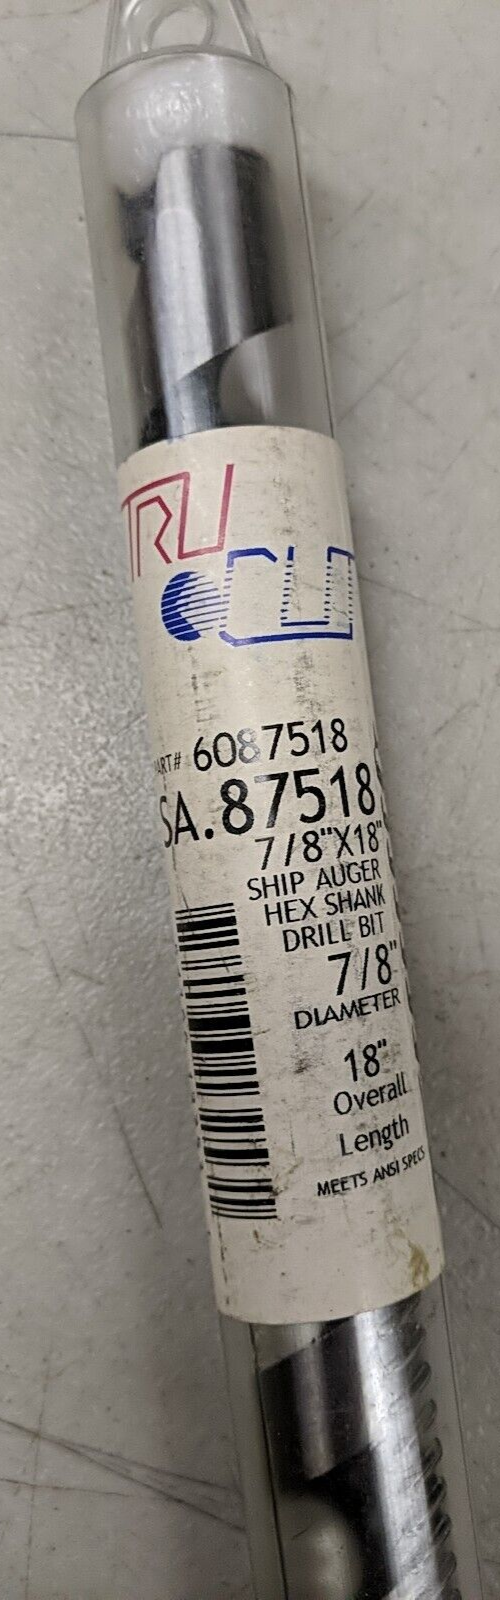 TRU
CUT
PART# 6087518
SA.87518
7/8"X18"
SHIP AUGER
HEX SHANK
DRILL BIT
7/8"
DIAMETER
18"
Overall
Length
MEETS ANSI SPECS